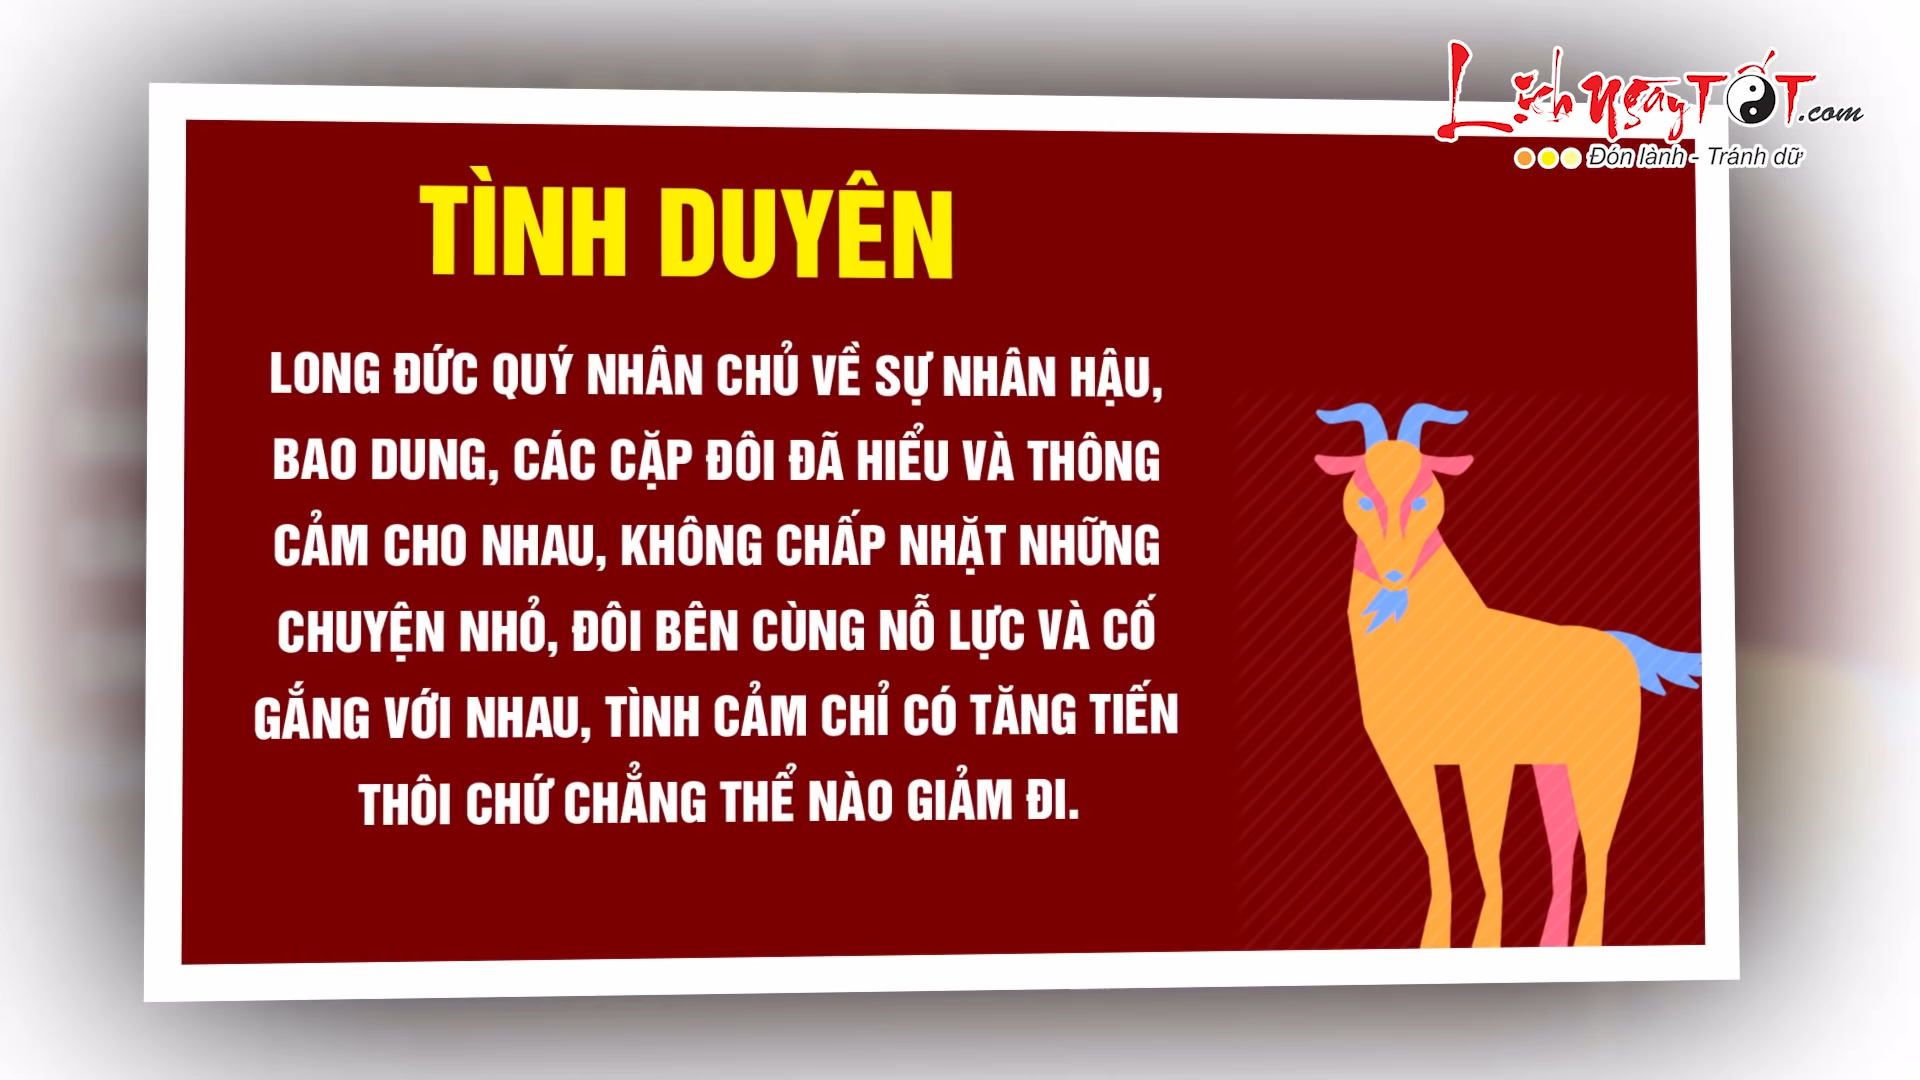 Lịch Ngày TốT.com
Đón lành - Tránh dữ
TÌNH DUYÊN
LONG ĐỨC QUÝ NHÂN CHỦ VỀ SỰ NHÂN HẬU,
BAO DUNG, CÁC CẶP ĐÔI ĐÃ HIỂU VÀ THÔNG
CẢM CHO NHAU, KHÔNG CHẤP NHẶT NHỮNG
CHUYỆN NHỎ, ĐÔI BÊN CÙNG NỖ LỰC VÀ CỐ
GẮNG VỚI NHAU, TÌNH CẢM CHỈ CÓ TĂNG TIẾN
THÔI CHỨ CHẲNG THỂ NÀO GIẢM ĐI.